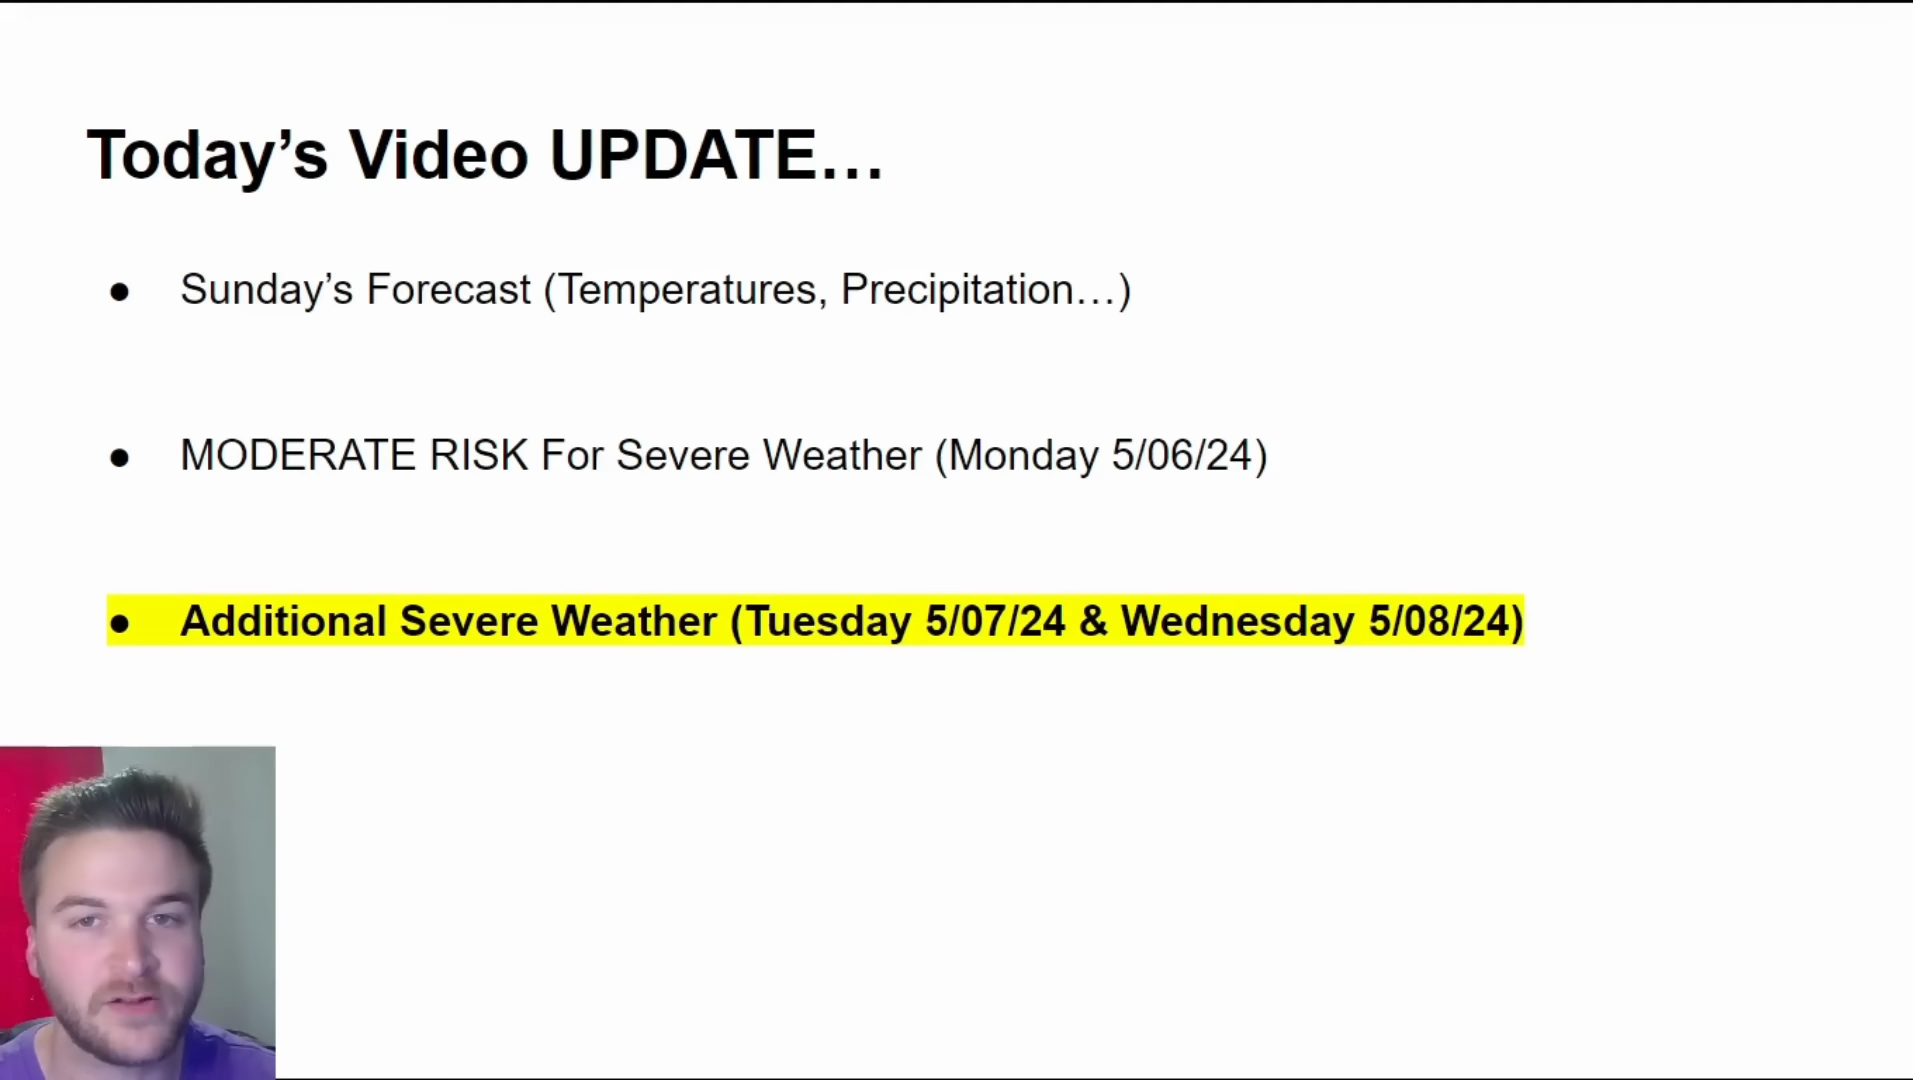 Today’s Video UPDATE…
● Sunday’s Forecast (Temperatures, Precipitation…)
● MODERATE RISK For Severe Weather (Monday 5/06/24)
● Additional Severe Weather (Tuesday 5/07/24 & Wednesday 5/08/24)